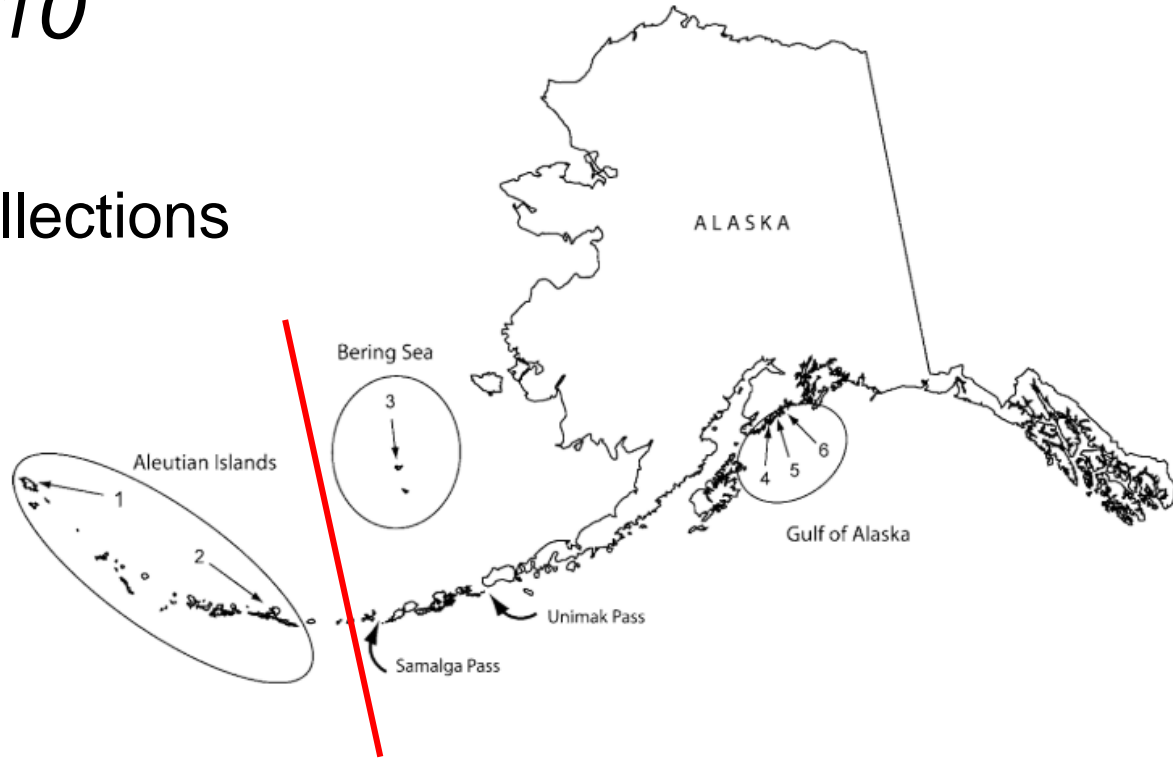 10
llections
ALASKA
Bering Sea
3
Aleutian Islands
1
2
4
5
6
Gulf of Alaska
Unimak Pass
Samalga Pass